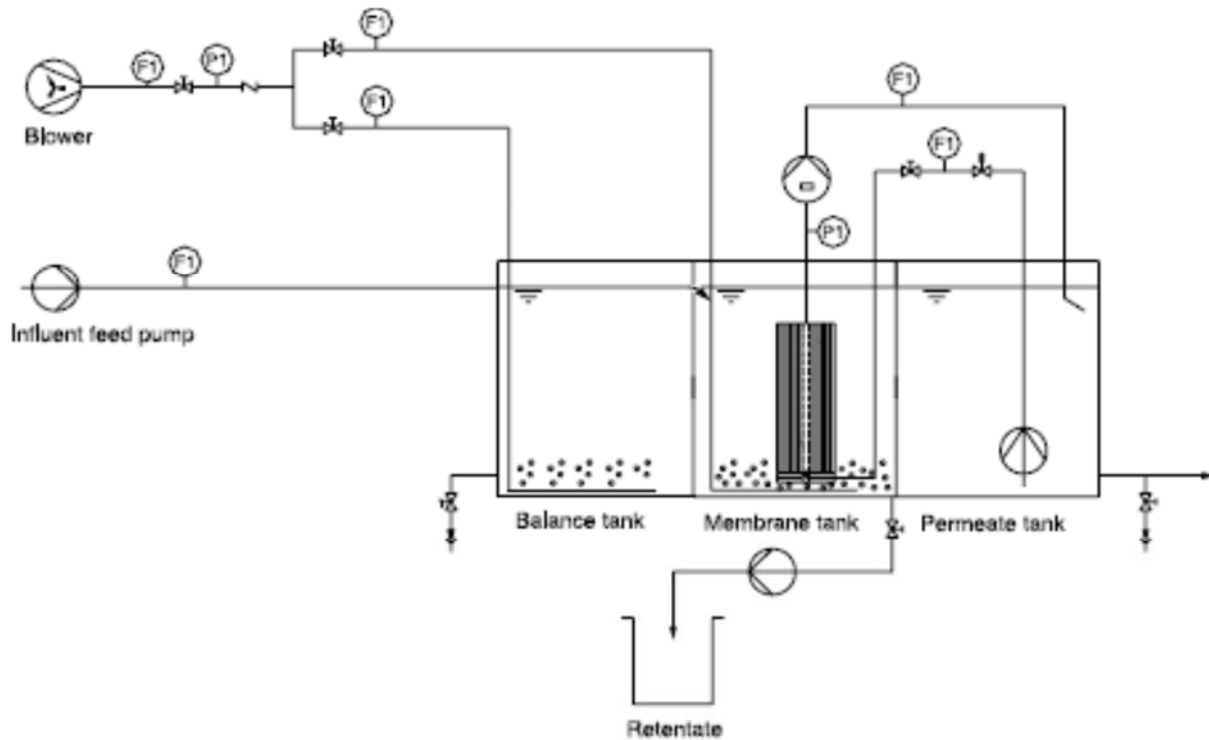 F1
F1
P1
Blower
F1
F1
F1
P1
F1
Influent feed pump
Balance tank
Membrane tank
Permeate tank
Retentate